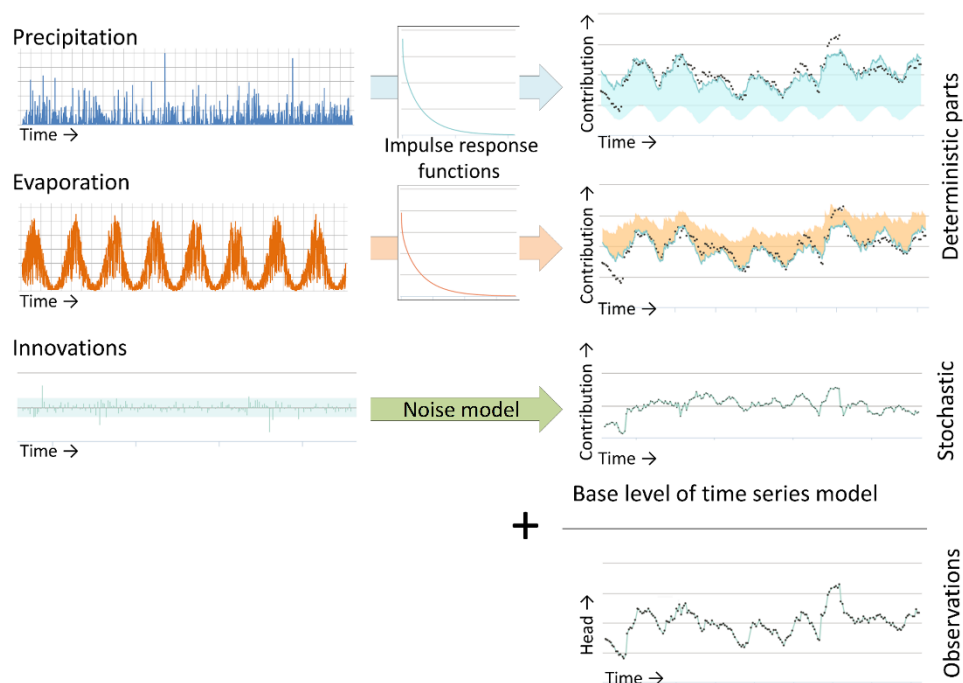 Precipitation
Time →
Impulse response
functions
Contribution →
Deterministic parts
Evaporation
Time →
Contribution →
Time →
Innovations
Time →
Noise model
Contribution →
Time →
Stochastic
Base level of time series model
+
Head →
Time →
Observations